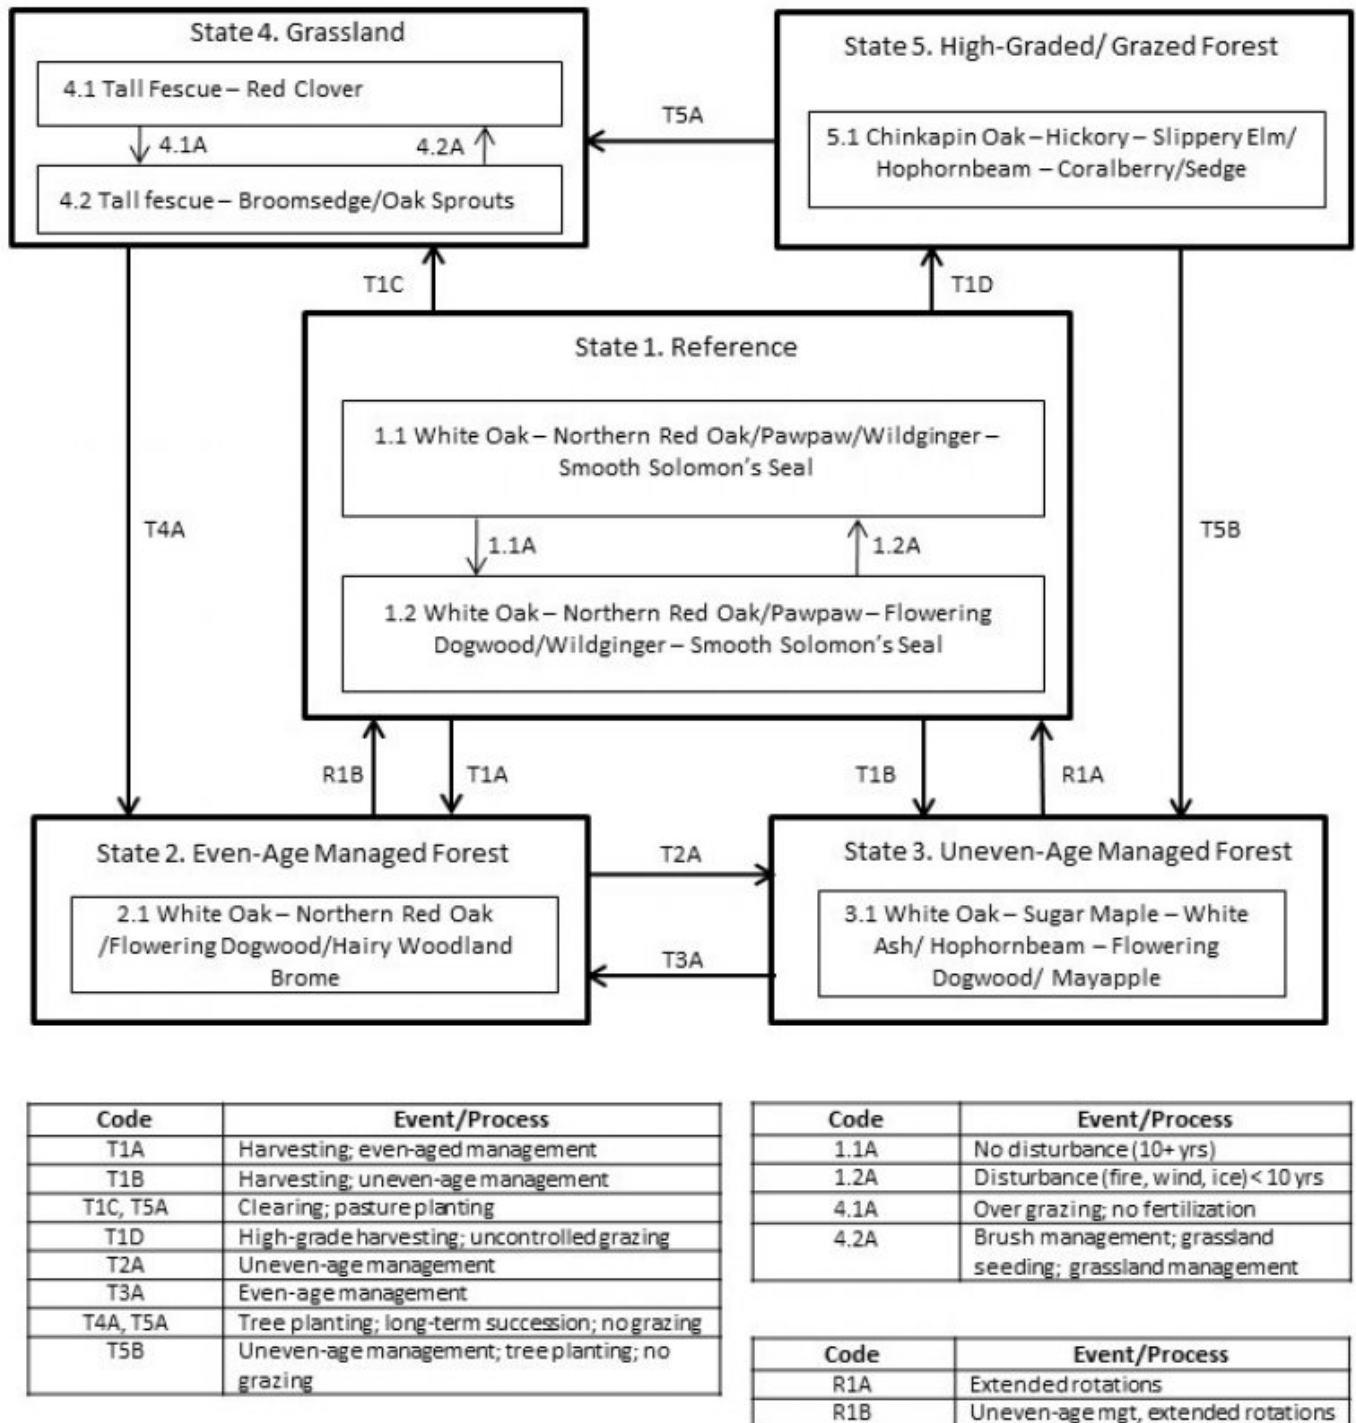 State 4. Grassland
4.1 Tall Fescue – Red Clover
4.1A
4.2A
4.2 Tall fescue – Broomsedge/Oak Sprouts
State 5. High-Graded/ Grazed Forest
5.1 Chinkapin Oak – Hickory – Slippery Elm/
Hophornbeam – Coralberry/Sedge
T5A
T1C
T1D
State 1. Reference
1.1 White Oak – Northern Red Oak/Pawpaw/Wildginger –
Smooth Solomon's Seal
1.1A
1.2A
1.2 White Oak – Northern Red Oak/Pawpaw – Flowering
Dogwood/Wildginger – Smooth Solomon's Seal
T4A
T5B
R1B
T1A
T1B
R1A
State 2. Even-Age Managed Forest
2.1 White Oak – Northern Red Oak
/Flowering Dogwood/Hairy Woodland
Brome
T2A
T3A
State 3. Uneven-Age Managed Forest
3.1 White Oak – Sugar Maple – White
Ash/ Hophornbeam – Flowering
Dogwood/ Mayapple
Code Event/Process
T1A Harvesting; even-aged management
T1B Harvesting; uneven-age management
T1C, T5A Clearing; pasture planting
T1D High-grade harvesting; uncontrolled grazing
T2A Uneven-age management
T3A Even-age management
T4A, T5A Tree planting; long-term succession; no grazing
T5B Uneven-age management; tree planting; no
grazing
Code Event/Process
1.1A No disturbance (10+ yrs)
1.2A Disturbance (fire, wind, ice) < 10 yrs
4.1A Over grazing; no fertilization
4.2A Brush management; grassland
seeding; grassland management
Code Event/Process
R1A Extended rotations
R1B Uneven-age mgt, extended rotations